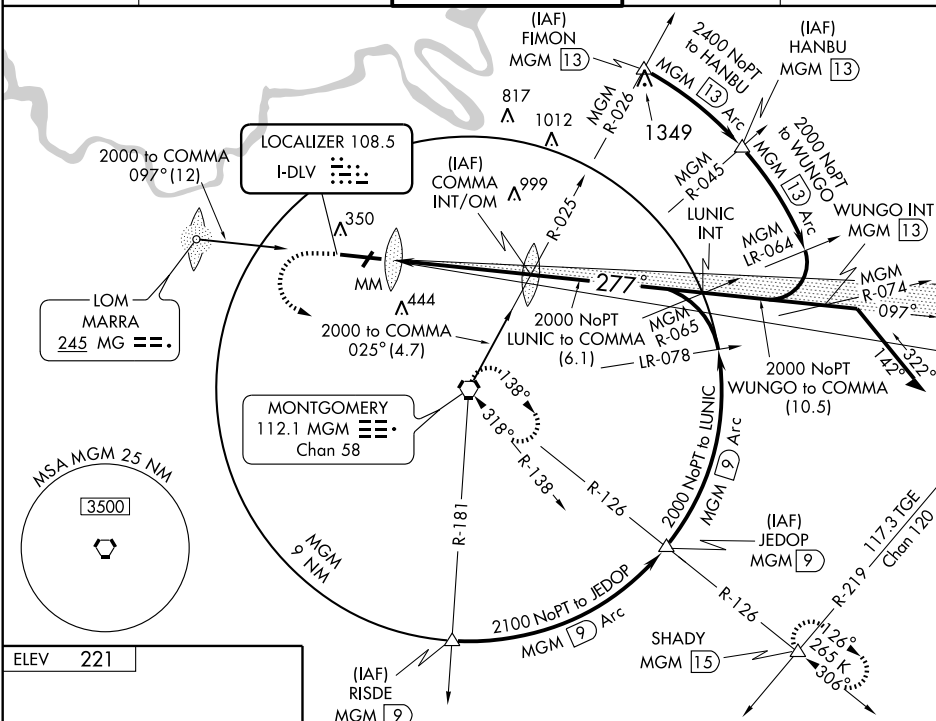 (IAF)
FIMON
MGM 13
2400 NoPT
to HANBU
MGM 13 Arc
(IAF)
HANBU
MGM 13
817
1012
MGM
R-026
1349
2000 NoPT
to WUNGO
MGM 13 Arc
LOCALIZER 108.5
I-DLV
2000 to COMMA
097° (12)
(IAF)
COMMA
INT/OM
999
R-025
MGM
R-045
LUNIC
INT
MGM
LR-064
WUNGO INT
MGM 13
350
MM
277°
MGM
R-074
097°
LOM
MARRA
245 MG
444
2000 to COMMA
025° (4.7)
2000 NoPT
LUNIC to COMMA
(6.1)
MGM
R-065
LR-078
2000 NoPT
WUNGO to COMMA
(10.5)
322°
142°
MONTGOMERY
112.1 MGM
Chan 58
138°
318°
R-138
MSA MGM 25 NM
3500
R-181
R-126
2000 NoPT to LUNIC
MGM 9 Arc
117.3 TGE
Chan 120
R-219
(IAF)
JEDOP
MGM 9
MGM
9 NM
2100 NoPT to JEDOP
MGM 9 Arc
R-126
SHADY
MGM 15
126°
265 K
306°
ELEV 221
(IAF)
RISDE
MGM 9